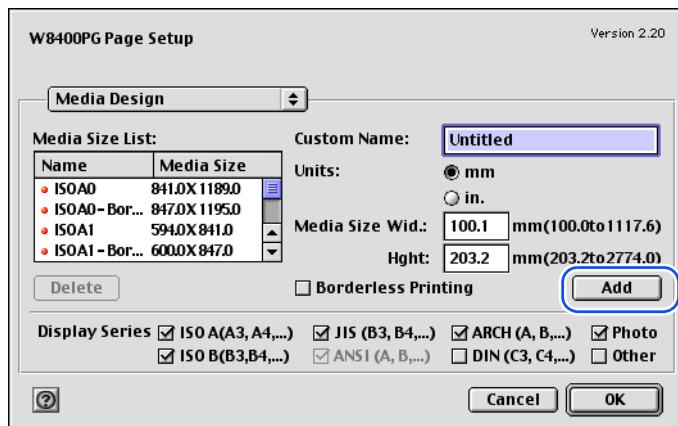 W8400PG Page Setup
Version 2.20
Media Design
Media Size List:
Custom Name: Untitled
Name Media Size
Units: mm
ISOA0 841.0X1189.0
in.
ISOA0-Bor... 847.0X1195.0
ISOA1 594.0X841.0
Media Size Wid.: 100.1 mm(100.0to1117.6)
ISOA1-Bor... 600.0X847.0
Hght: 203.2 mm(203.2to2774.0)
Delete
Borderless Printing
Add
Display Series ISO A(A3, A4,...) JIS (B3, B4,...) ARCH (A, B,...) Photo
ISO B(B3,B4,...) ANSI (A, B,...) DIN (C3, C4,...) Other
?
Cancel
OK